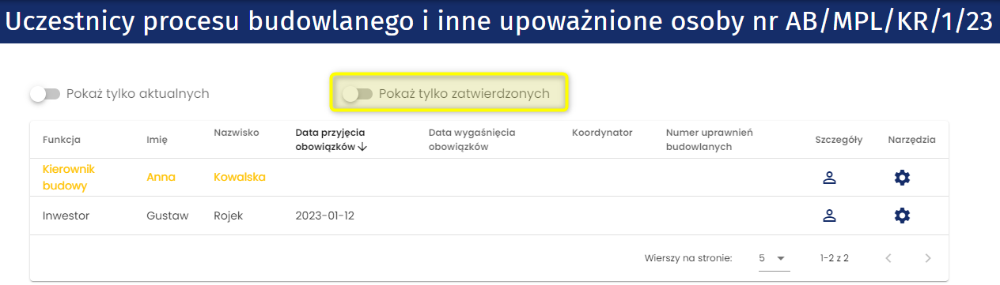 Uczestnicy procesu budowlanego i inne upoważnione osoby nr AB/MPL/KR/1/23
Pokaż tylko aktualnych
Pokaż tylko zatwierdzonych
Funkcja
Imię
Nazwisko
Data przyjęcia
obowiązków
Data wygaśnięcia
obowiązków
Koordynator
Numer uprawnień
budowlanych
Szczegóły
Narzędzia
Kierownik
budowy
Anna
Kowalska
Inwestor
Gustaw
Rojek
2023-01-12
Wierszy na stronie:
5
1-2 z 2